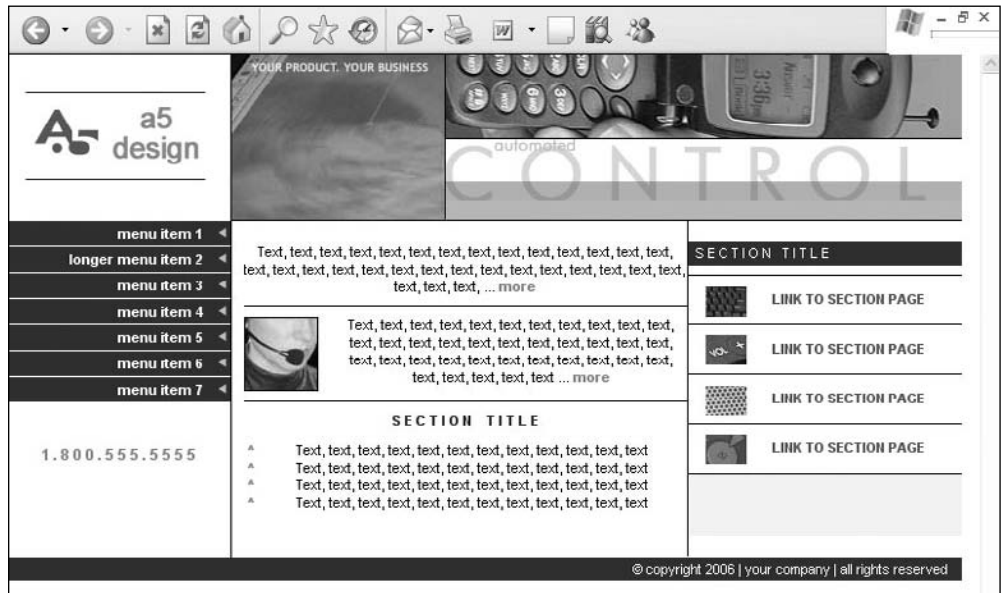 YOUR PRODUCT. YOUR BUSINESS
a5
design
automated
CONTROL
menu item 1
longer menu item 2
menu item 3
menu item 4
menu item 5
menu item 6
menu item 7
1.800.555.5555
Text, text, text, text, text, text, text, text, text, text, text, text, text, text,
text, text, text, text, text, text, text, text, text, text, text, text, text, text, text,
text, text, text, ... more
Text, text, text, text, text, text, text, text, text, text, text,
text, text, text, text, text, text, text, text, text, text, text,
text, text, text, text, text, text, text, text, text, text, text,
text, text, text, text, text ... more
SECTION TITLE
Text, text, text, text, text, text, text, text, text, text, text, text
Text, text, text, text, text, text, text, text, text, text, text, text
Text, text, text, text, text, text, text, text, text, text, text, text
Text, text, text, text, text, text, text, text, text, text, text, text
SECTION TITLE
LINK TO SECTION PAGE
LINK TO SECTION PAGE
LINK TO SECTION PAGE
LINK TO SECTION PAGE
© copyright 2006 | your company | all rights reserved